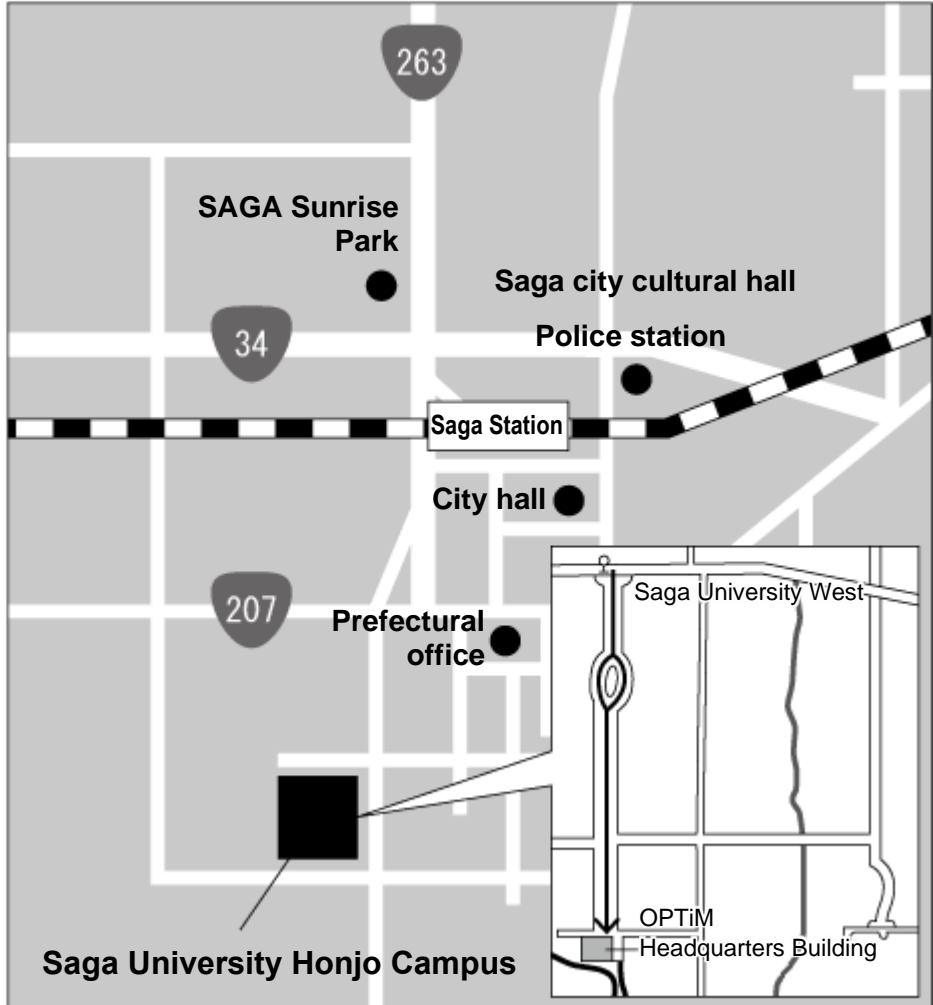 263
SAGA Sunrise
Park
Saga city cultural hall
34
Police station
Saga Station
City hall
207
Prefectural
office
Saga University West
OPTiM
Headquarters Building
Saga University Honjo Campus